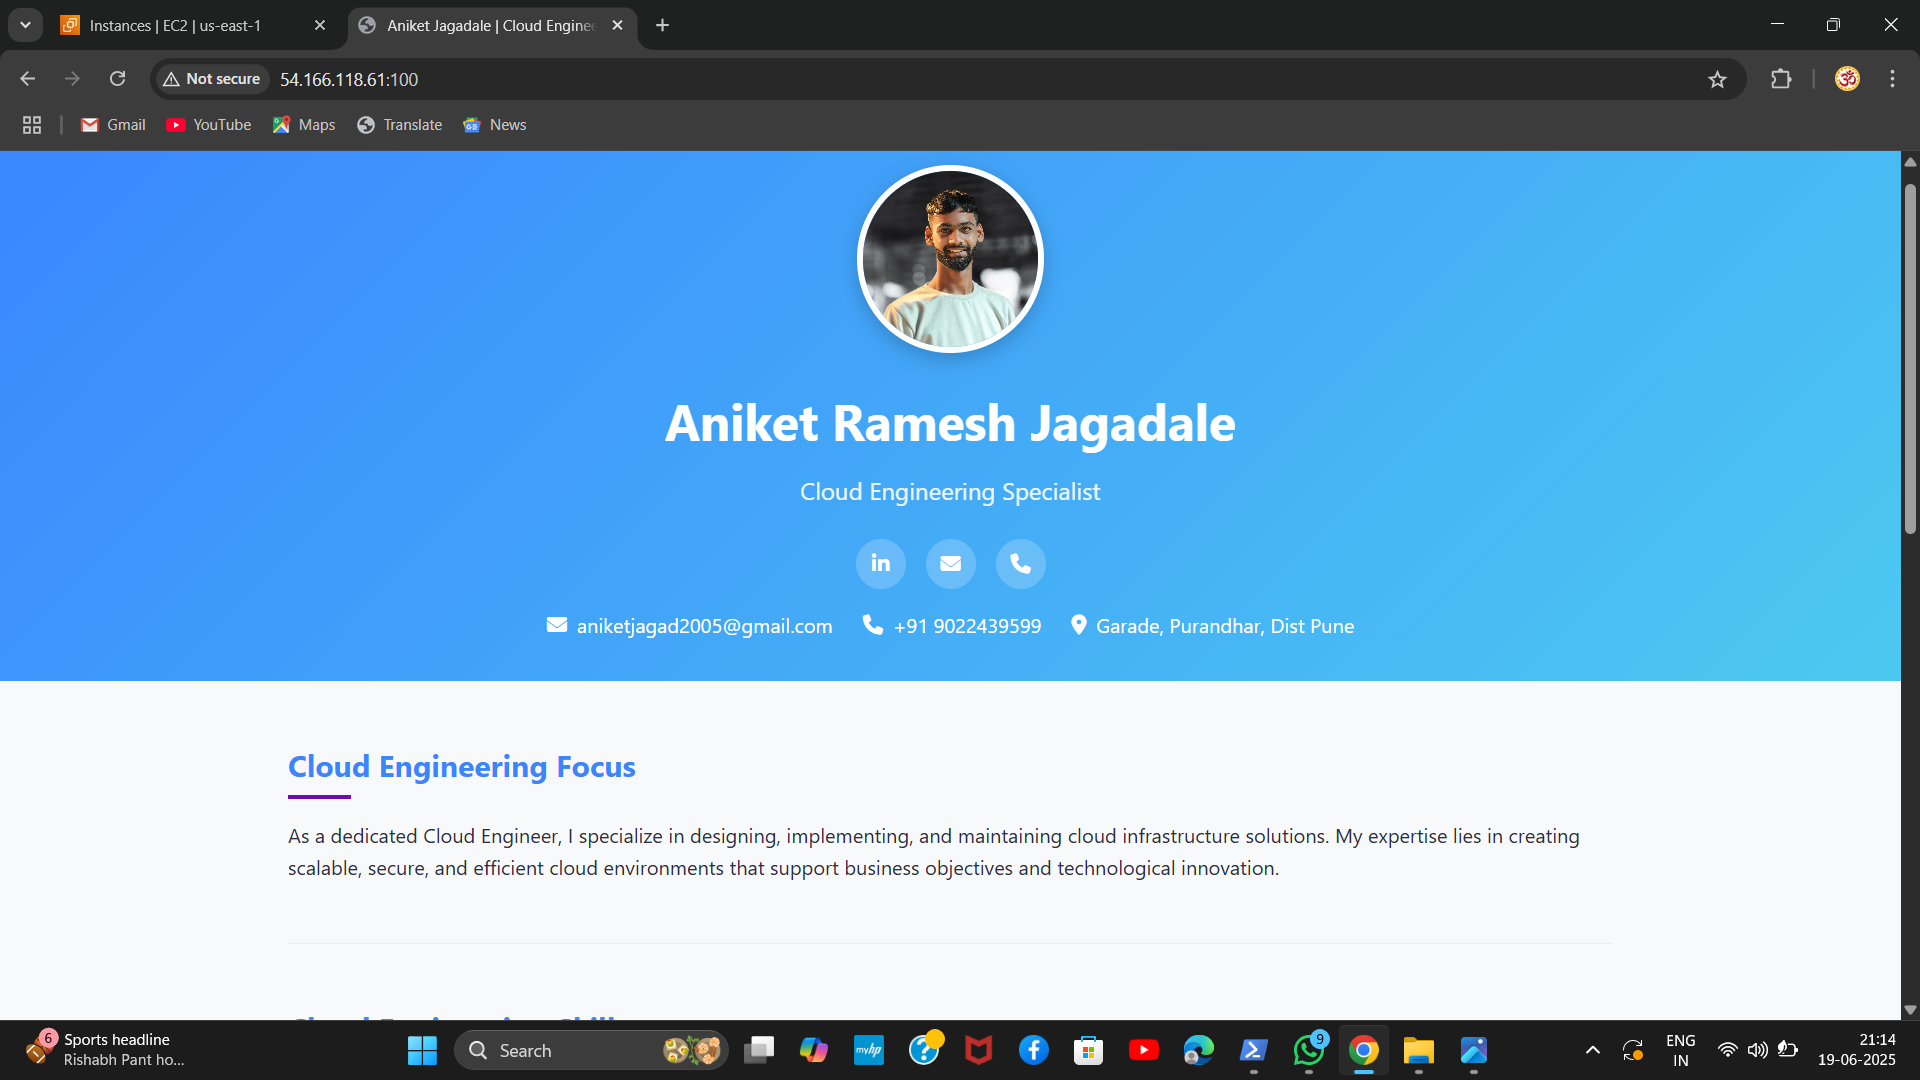 Instances | EC2 | us-east-1
Aniket Jagadale | Cloud Enginee
Not secure
54.166.118.61:100
Gmail
YouTube
Maps
Translate
News
Aniket Ramesh Jagadale
Cloud Engineering Specialist
in
aniketjagad2005@gmail.com
+91 9022439599
Garade, Purandhar, Dist Pune
Cloud Engineering Focus
As a dedicated Cloud Engineer, I specialize in designing, implementing, and maintaining cloud infrastructure solutions. My expertise lies in creating
scalable, secure, and efficient cloud environments that support business objectives and technological innovation.
6
Sports headline
Rishabh Pant ho...
Search
myhp
9
ENG
IN
21:14
19-06-2025